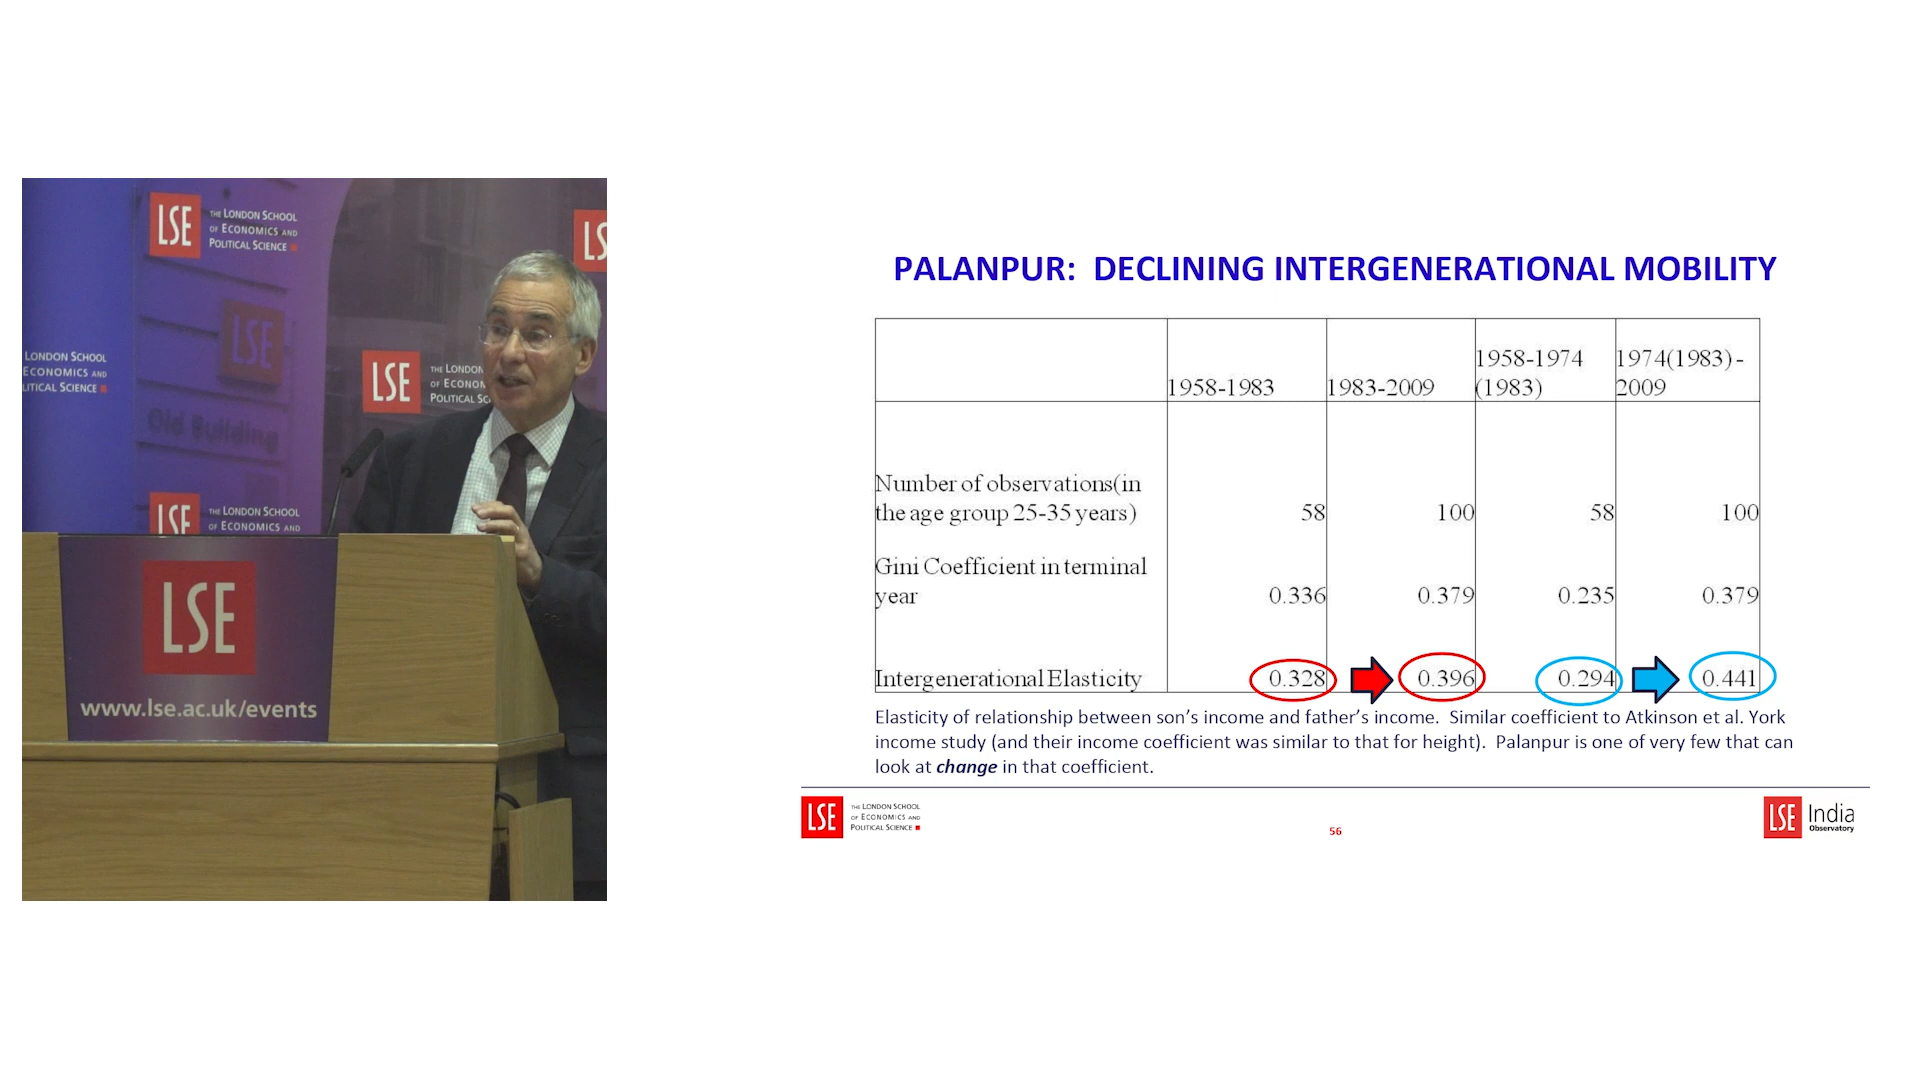 LSE
THE LONDON SCHOOL
OF ECONOMICS AND
POLITICAL SCIENCE
LS
LSE
LONDON SCHOOL
ECONOMICS AND
LITICAL SCIENCE
LSE
THE LONDON
OF ECONOM
POLITICAL SC
Old Building
LSE
THE LONDON SCHOOL
OF ECONOMICS AND
LSE
www.lse.ac.uk/events
PALANPUR: DECLINING INTERGENERATIONAL MOBILITY
1958-1983 1983-2009 1958-1974 (1983) 1974(1983) - 2009
Number of observations(in
the age group 25-35 years) 58 100 58 100
Gini Coefficient in terminal
year 0.336 0.379 0.235 0.379
Intergenerational Elasticity 0.328 0.396 0.294 0.441
Elasticity of relationship between son's income and father's income. Similar coefficient to Atkinson et al. York
income study (and their income coefficient was similar to that for height). Palanpur is one of very few that can
look at change in that coefficient.
LSE
THE LONDON SCHOOL
OF ECONOMICS AND
POLITICAL SCIENCE
56
LSE India
Observatory